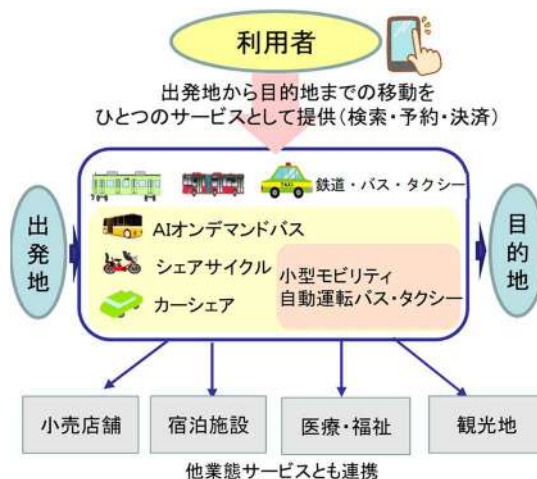 利用者
出発地から目的地までの移動を
ひとつのサービスとして提供(検索・予約・決済)
出発地
目的地
TAXI
鉄道・バス・タクシー
AIオンデマンドバス
シェアサイクル
カーシェア
小型モビリティ
自動運転バス・タクシー
小売店舗
宿泊施設
医療・福祉
観光地
他業態サービスとも連携